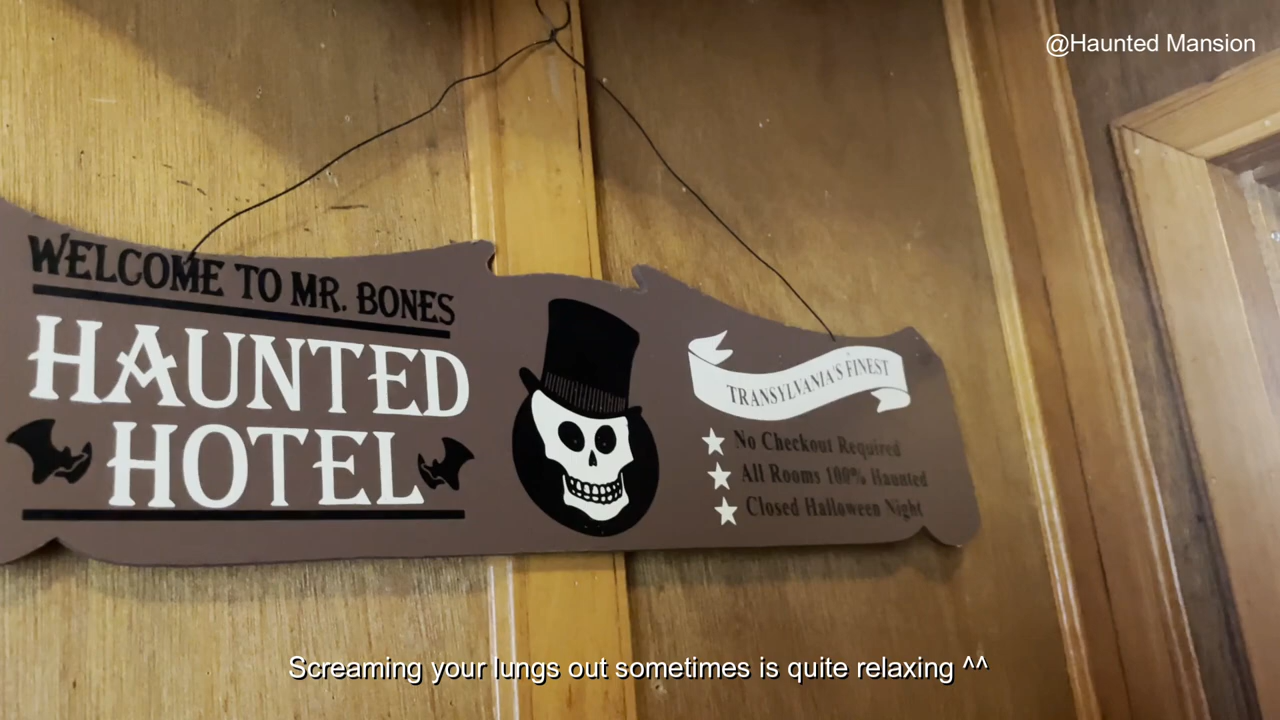 @Haunted Mansion
WELCOME TO MR. BONES
HAUNTED
HOTEL
TRANSYLVANIA'S FINEST
No Checkout Required
All Rooms 100% Haunted
Closed Halloween Night
Screaming your lungs out sometimes is quite relaxing ^^